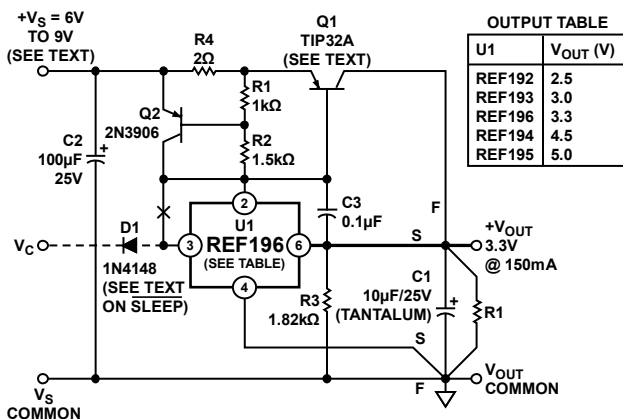 +VS = 6V
TO 9V
(SEE TEXT)
R4
2Ω
Q1
TIP32A
(SEE TEXT)
OUTPUT TABLE
U1 VOUT (V)
REF192 2.5
REF193 3.0
REF196 3.3
REF194 4.5
REF195 5.0
R1
1kΩ
Q2
2N3906
R2
1.5kΩ
C2
100µF
25V
+
C3
0.1µF
F
2
U1
REF196
(SEE TABLE)
3
6
4
S
+VOUT
3.3V
@ 150mA
VC
D1
1N4148
(SEE TEXT
ON SLEEP)
R3
1.82kΩ
C1
10µF/25V
(TANTALUM)
+
R1
S
F
VS
COMMON
VOUT
COMMON